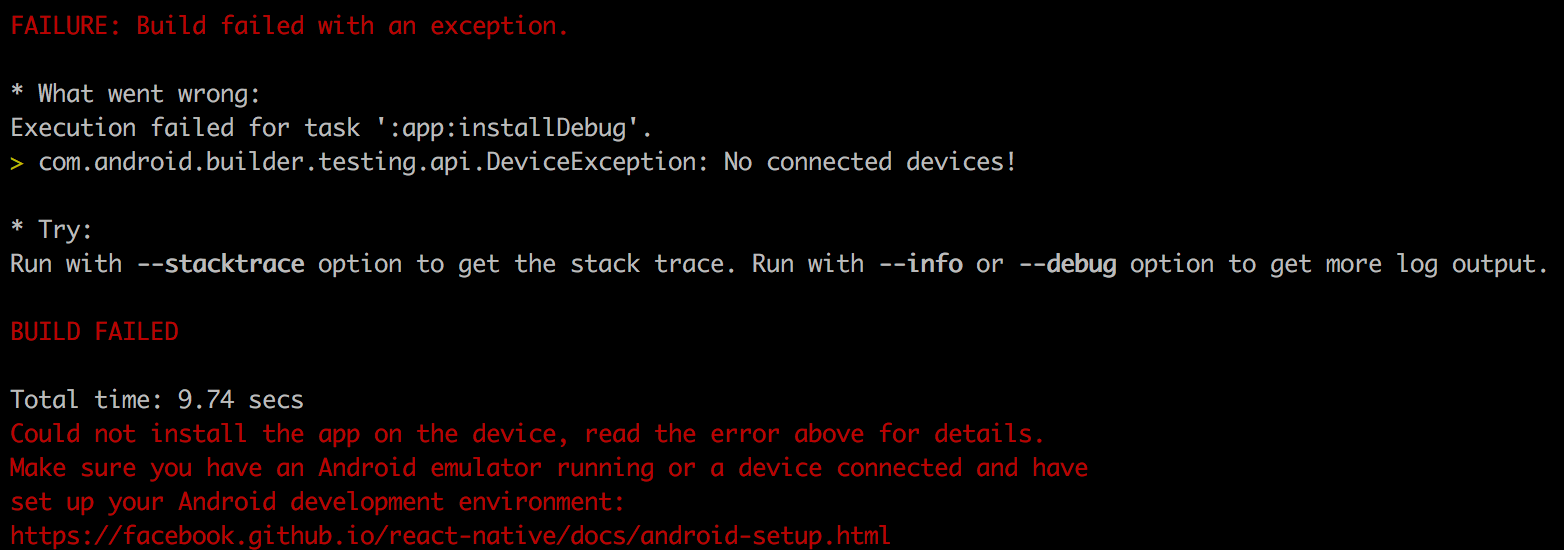 FAILURE: Build failed with an exception.
* What went wrong:
Execution failed for task ':app:installDebug'.
> com.android.builder.testing.api.DeviceException: No connected devices!
* Try:
Run with --stacktrace option to get the stack trace. Run with --info or --debug option to get more log output.
BUILD FAILED
Total time: 9.74 secs
Could not install the app on the device, read the error above for details.
Make sure you have an Android emulator running or a device connected and have
set up your Android development environment:
https://facebook.github.io/react-native/docs/android-setup.html